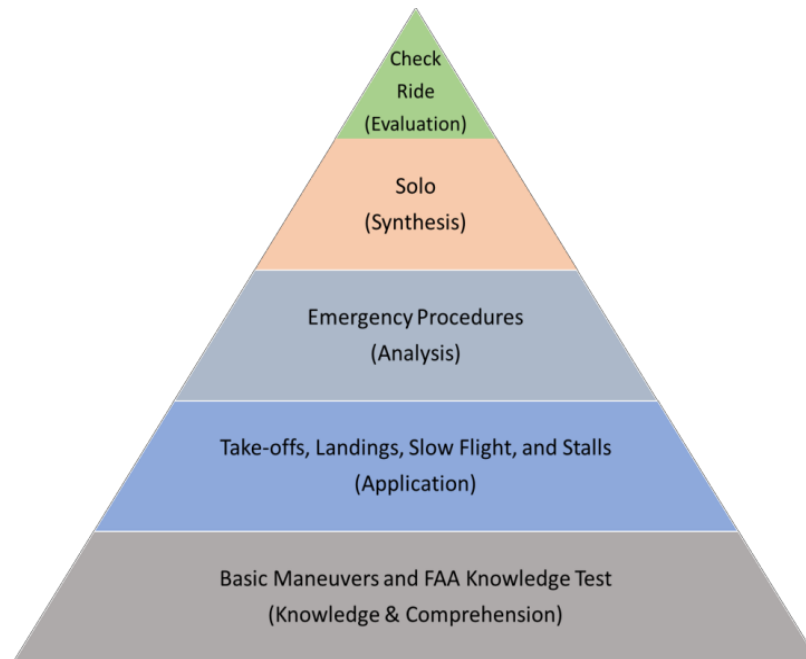 Check
Ride
(Evaluation)
Solo
(Synthesis)
Emergency Procedures
(Analysis)
Take-offs, Landings, Slow Flight, and Stalls
(Application)
Basic Maneuvers and FAA Knowledge Test
(Knowledge & Comprehension)